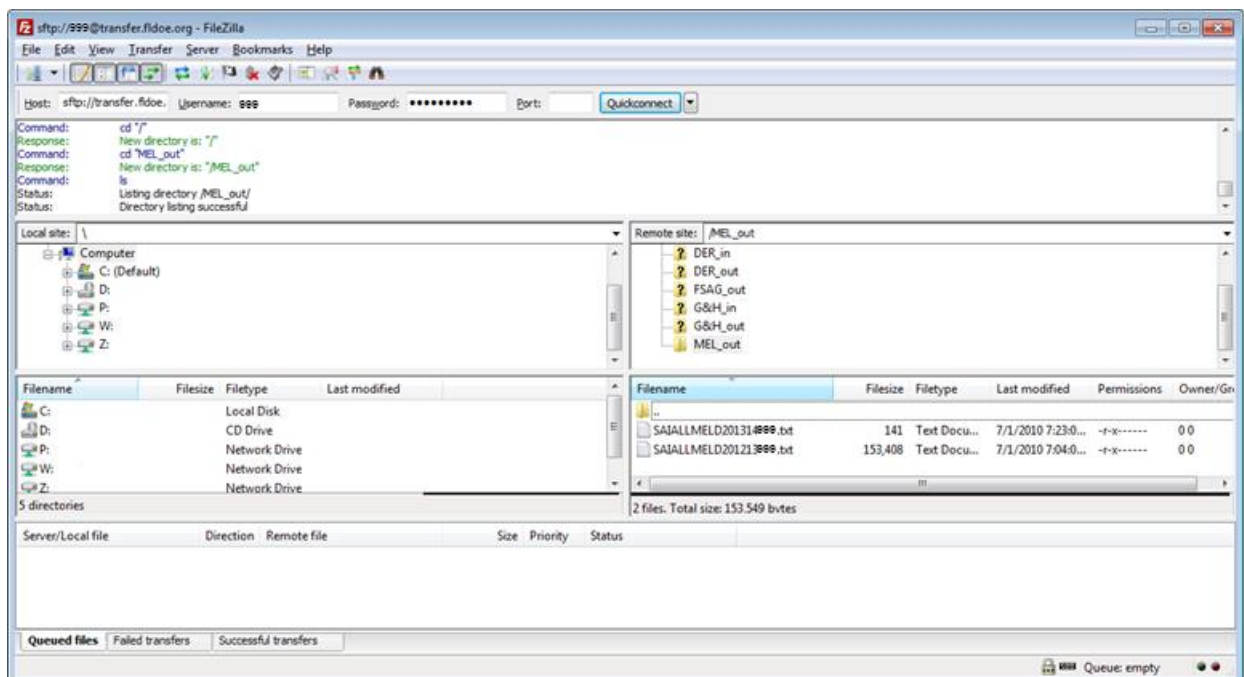 sftp://999@transfer.fldoe.org - FileZilla
File Edit View Transfer Server Bookmarks Help
Host: sftp://transfer.fldoe. Username: 999 Password: ●●●●●●●●● Port: Quickconnect
Command: cd "/"
Response: New directory is: "/"
Command: cd "MEL_out"
Response: New directory is: "/MEL_out"
Command: ls
Status: Listing directory /MEL_out/
Status: Directory listing successful
Local site: \
Computer
C: (Default)
D:
P:
W:
Z:
Remote site: /MEL_out
DER_in
DER_out
FSAG_out
G&H_in
G&H_out
MEL_out
Filename Filesize Filetype Last modified
C: Local Disk
D: CD Drive
P: Network Drive
W: Network Drive
Z: Network Drive
5 directories
Filename Filesize Filetype Last modified Permissions Owner/Gr
..
SAIALLMELD201314999.txt 141 Text Docu... 7/1/2010 7:23:0... -r-x------ 0 0
SAIALLMELD201213999.txt 153,408 Text Docu... 7/1/2010 7:04:0... -r-x------ 0 0
2 files. Total size: 153.549 bytes
Server/Local file Direction Remote file Size Priority Status
Queued files Failed transfers Successful transfers
Queue: empty